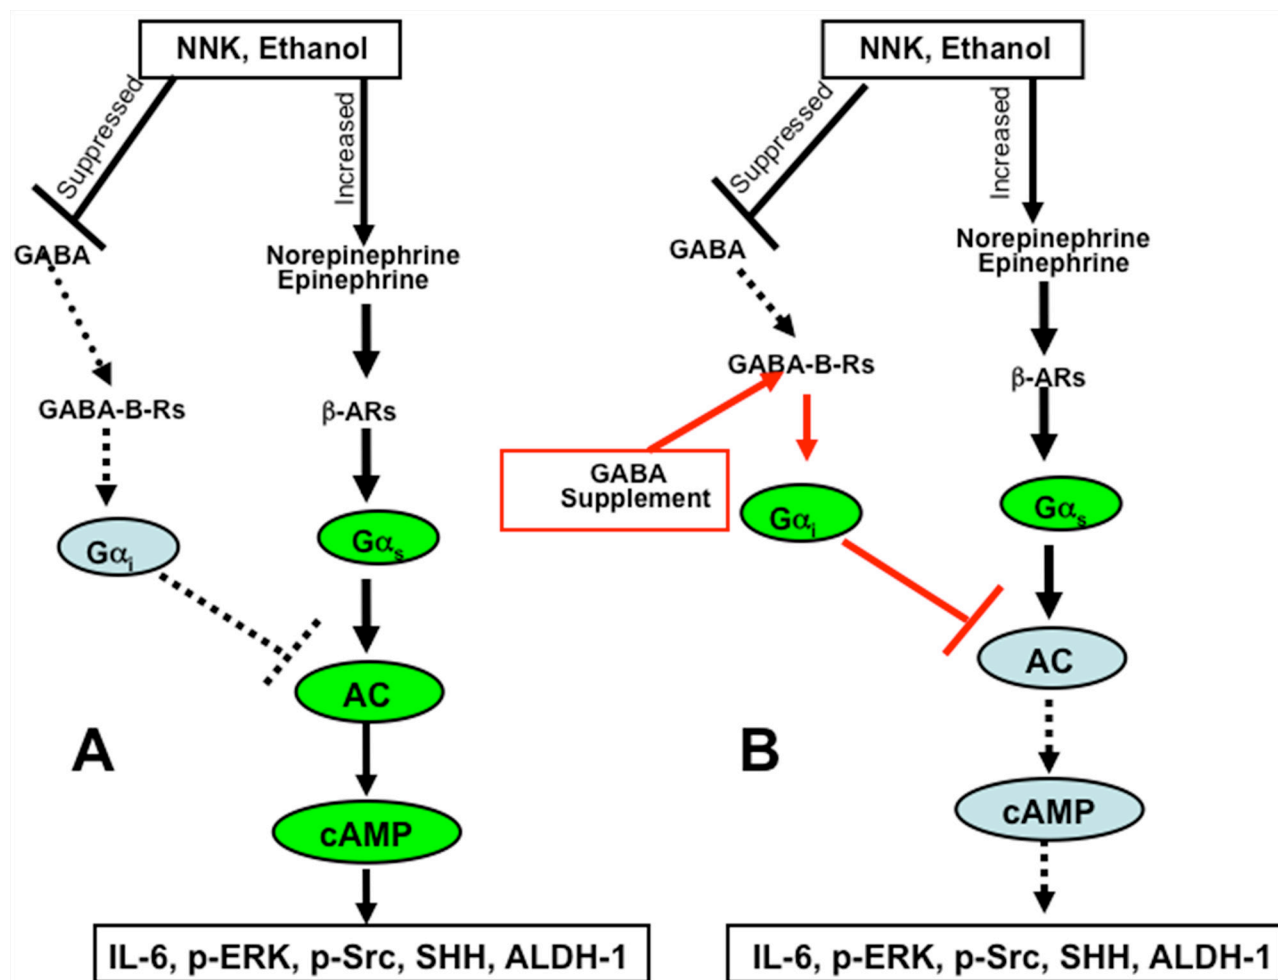 NNK, Ethanol
Suppressed
Increased
GABA
Norepinephrine
Epinephrine
GABA-B-Rs
β-ARs
Gαi
Gαs
AC
A
cAMP
IL-6, p-ERK, p-Src, SHH, ALDH-1
NNK, Ethanol
Suppressed
Increased
GABA
Norepinephrine
Epinephrine
GABA-B-Rs
β-ARs
GABA
Supplement
Gαi
Gαs
AC
B
cAMP
IL-6, p-ERK, p-Src, SHH, ALDH-1